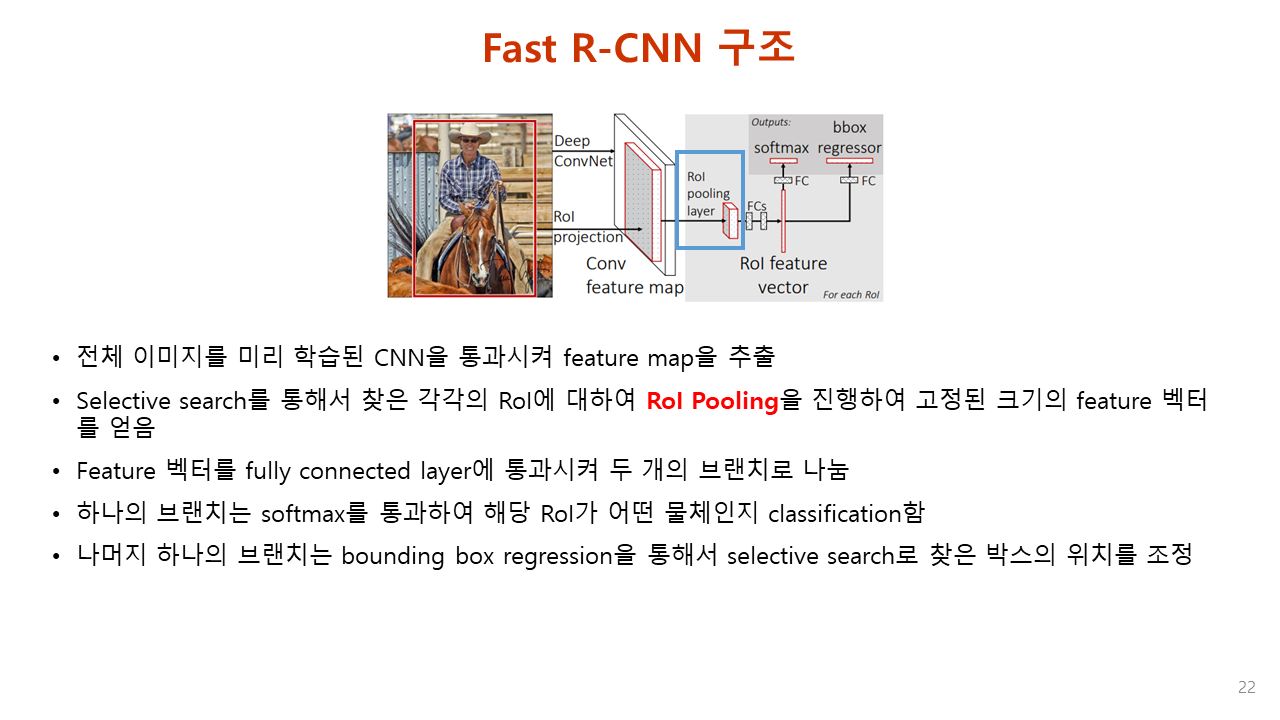 Fast R-CNN 구조
Deep
ConvNet
RoI
projection
Conv
feature map
RoI
pooling
layer
FCs
Outputs:
softmax
bbox
regressor
FC
FC
RoI feature
vector
For each RoI
• 전체 이미지를 미리 학습된 CNN을 통과시켜 feature map을 추출
• Selective search를 통해서 찾은 각각의 RoI에 대하여 RoI Pooling을 진행하여 고정된 크기의 feature 벡터
를 얻음
• Feature 벡터를 fully connected layer에 통과시켜 두 개의 브랜치로 나눔
• 하나의 브랜치는 softmax를 통과하여 해당 RoI가 어떤 물체인지 classification함
• 나머지 하나의 브랜치는 bounding box regression을 통해서 selective search로 찾은 박스의 위치를 조정
22